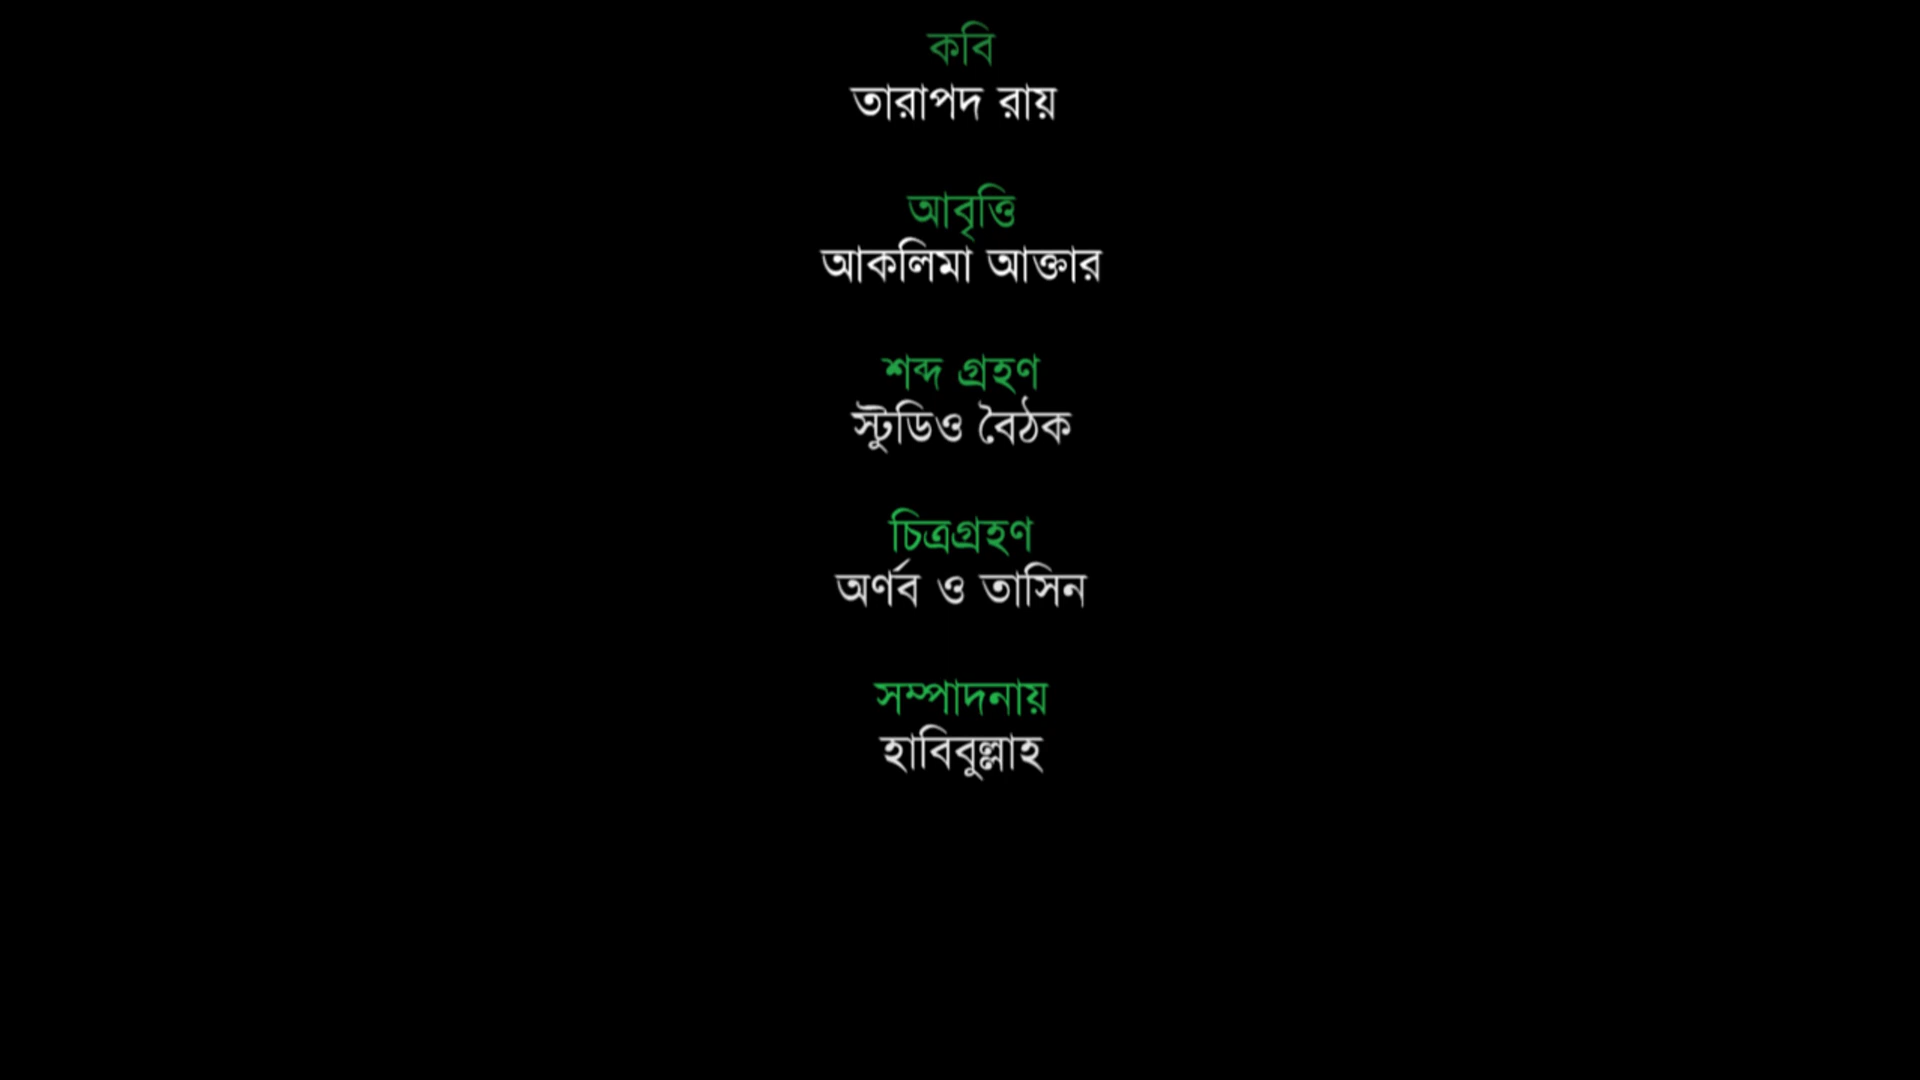 কবি
তারাপদ রায়
আবৃত্তি
আকলিমা আক্তার
শব্দ গ্রহণ
স্টুডিও বৈঠক
চিত্রগ্রহণ
অর্ণব ও তাসিন
সম্পাদনায়
হাবিবুল্লাহ